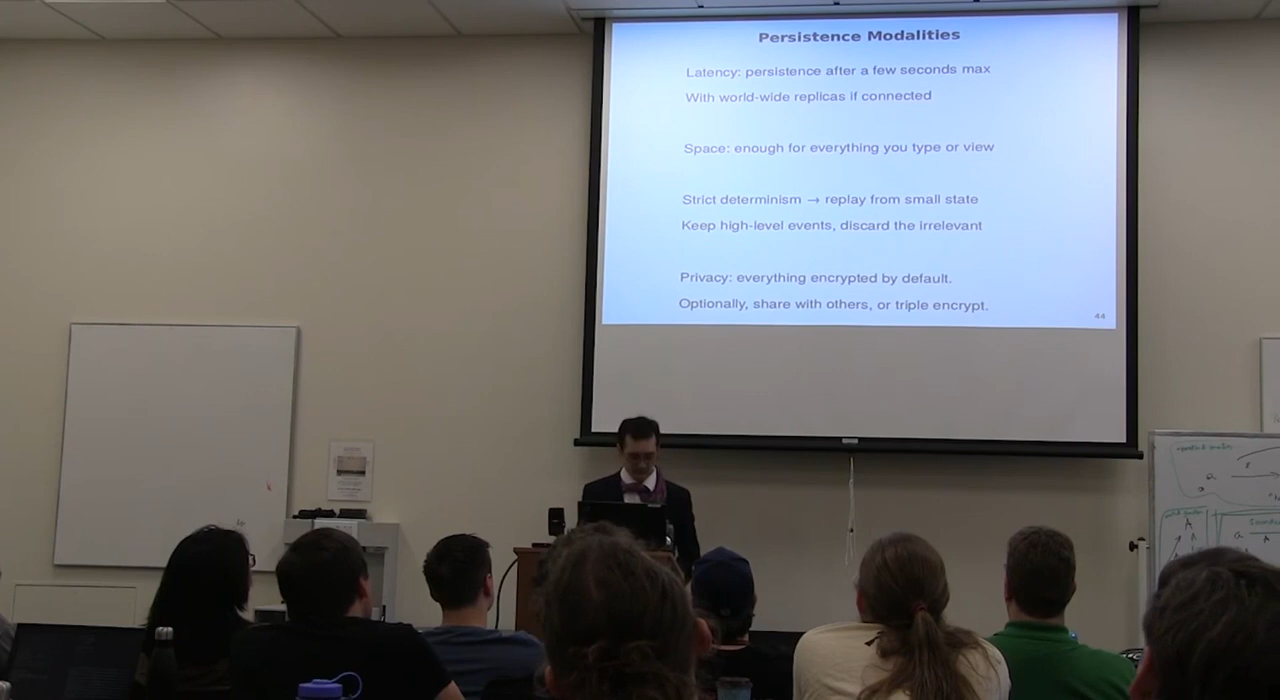 Persistence Modalities
Latency: persistence after a few seconds max
With world-wide replicas if connected
Space: enough for everything you type or view
Strict determinism → replay from small state
Keep high-level events, discard the irrelevant
Privacy: everything encrypted by default.
Optionally, share with others, or triple encrypt.
44